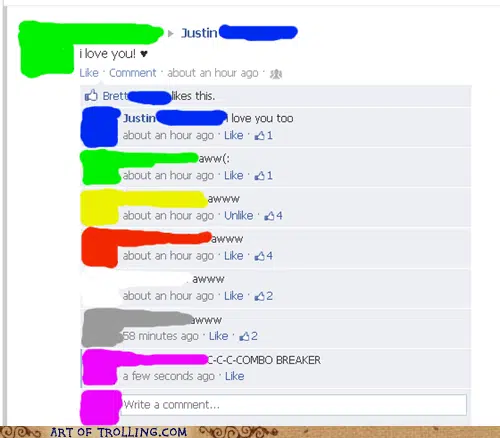 Justin
i love you! ♥
Like · Comment · about an hour ago ·
Brett likes this.
Justin i love you too
about an hour ago · Like · 1
aww(:
about an hour ago · Like · 1
awww
about an hour ago · Unlike · 4
awww
about an hour ago · Like · 4
awww
about an hour ago · Like · 2
awww
58 minutes ago · Like · 2
C-C-C-COMBO BREAKER
a few seconds ago · Like
Write a comment...
ART OF TROLLING.COM